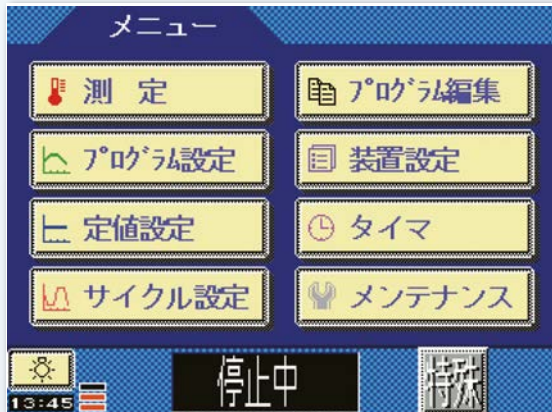 メニュー
測 定
プログラム編集
プログラム設定
装置設定
定値設定
タイマ
サイクル設定
メンテナンス
停止中
特殊
13:45